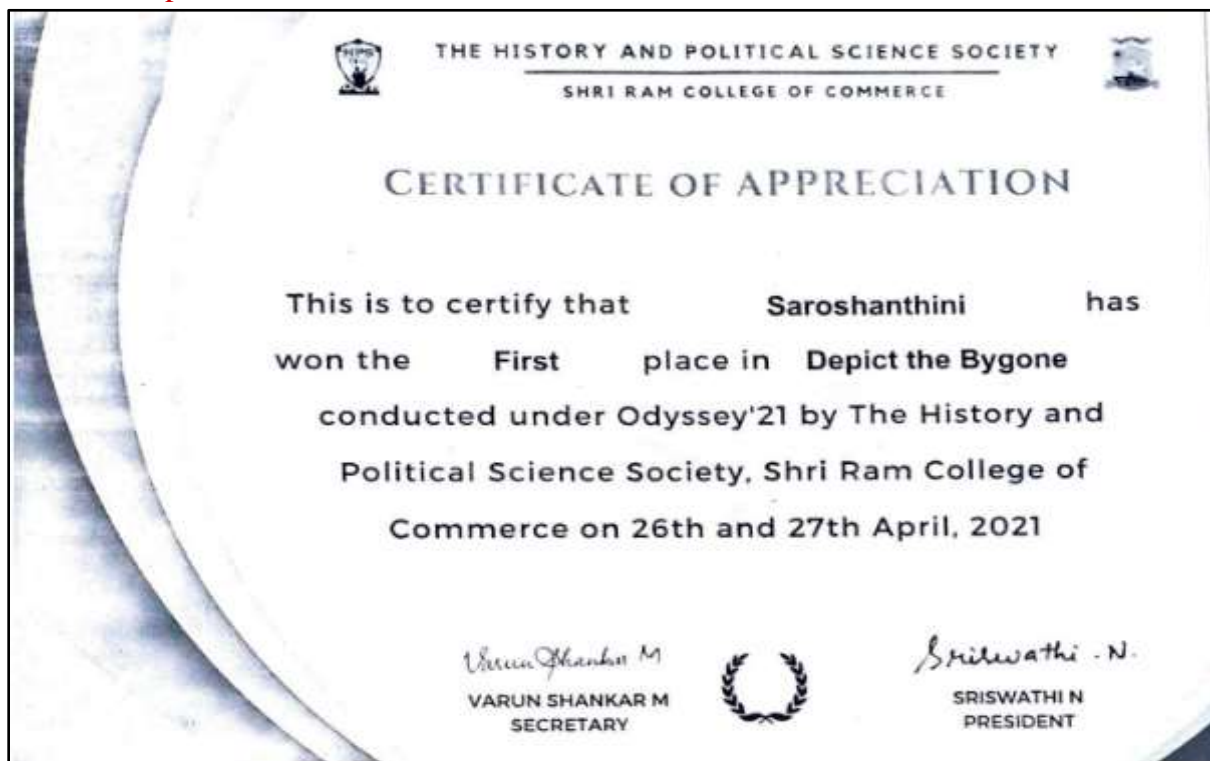 THE HISTORY AND POLITICAL SCIENCE SOCIETY
SHRI RAM COLLEGE OF COMMERCE
CERTIFICATE OF APPRECIATION
This is to certify that Saroshanthini has
won the First place in Depict the Bygone
conducted under Odyssey'21 by The History and
Political Science Society, Shri Ram College of
Commerce on 26th and 27th April, 2021
Varun Shankar M Sriswathi . N.
VARUN SHANKAR M SRISWATHI N
SECRETARY PRESIDENT